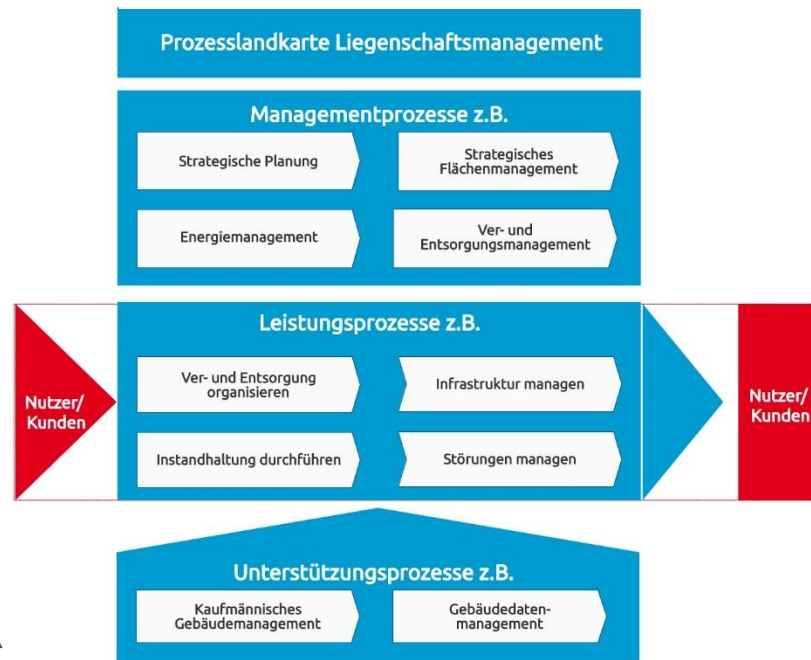 Prozesslandkarte Liegenschaftsmanagement
Managementprozesse z.B.
Strategische Planung
Strategisches
Flächenmanagement
Energiemanagement
Ver- und
Entsorgungsmanagement
Nutzer/
Kunden
Leistungsprozesse z.B.
Ver- und Entsorgung
organisieren
Infrastruktur managen
Instandhaltung durchführen
Störungen managen
Nutzer/
Kunden
Unterstützungsprozesse z.B.
Kaufmännisches
Gebäudemanagement
Gebäudedaten-
management